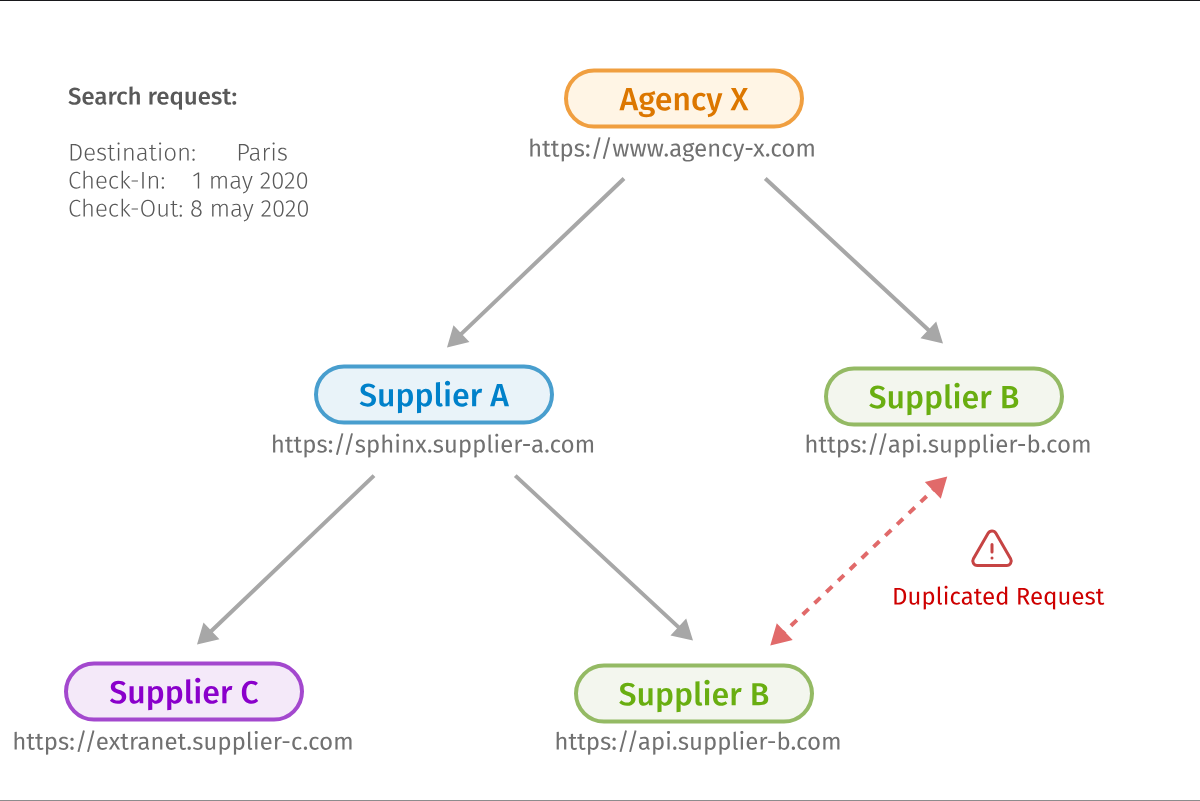 Search request:
Destination: Paris
Check-In: 1 may 2020
Check-Out: 8 may 2020
Agency X
https://www.agency-x.com
Supplier A
https://sphinx.supplier-a.com
Supplier B
https://api.supplier-b.com
Duplicated Request
Supplier C
https://extranet.supplier-c.com
Supplier B
https://api.supplier-b.com